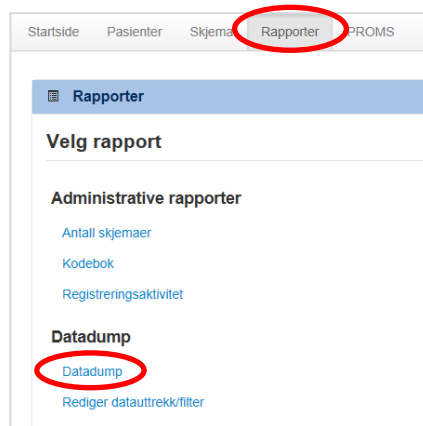 Startside Pasienter Skjema Rapporter PROMS
Rapporter
Velg rapport
Administrative rapporter
Antall skjemaer
Kodebok
Registreringsaktivitet
Datadump
Datadump
Rediger datauttrekk/filter